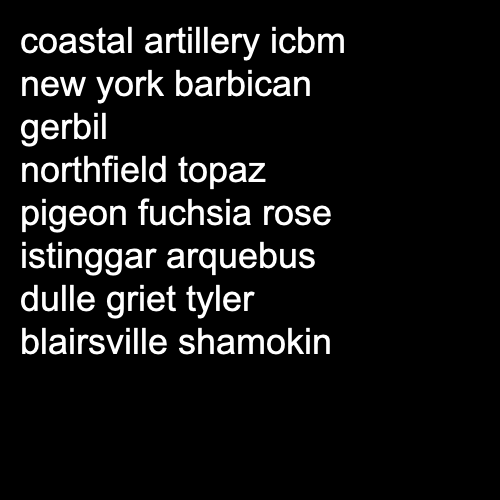 coastal artillery icbm
new york barbican
gerbil
northfield topaz
pigeon fuchsia rose
istinggar arquebus
dulle griet tyler
blairsville shamokin